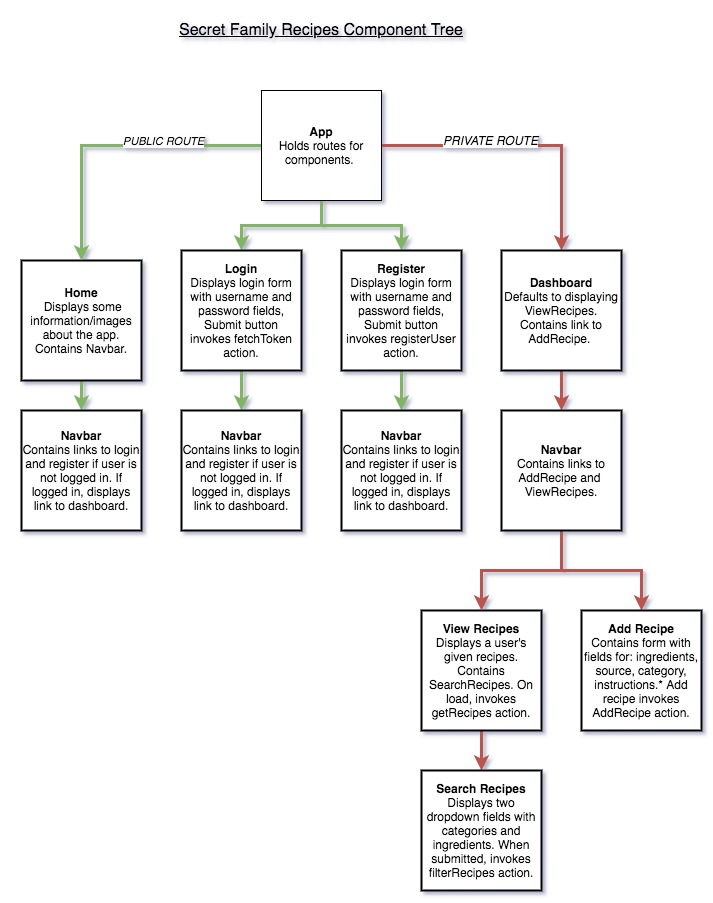 Secret Family Recipes Component Tree
App
Holds routes for
components.
PUBLIC ROUTE
PRIVATE ROUTE
Home
Displays some
information/images
about the app.
Contains Navbar.
Login
Displays login form
with username and
password fields,
Submit button
invokes fetchToken
action.
Register
Displays login form
with username and
password fields,
Submit button
invokes registerUser
action.
Dashboard
Defaults to displaying
ViewRecipes.
Contains link to
AddRecipe.
Navbar
Contains links to login
and register if user is
not logged in. If
logged in, displays
link to dashboard.
Navbar
Contains links to login
and register if user is
not logged in. If
logged in, displays
link to dashboard.
Navbar
Contains links to login
and register if user is
not logged in. If
logged in, displays
link to dashboard.
Navbar
Contains links to
AddRecipe and
ViewRecipes.
View Recipes
Displays a user's
given recipes.
Contains
SearchRecipes. On
load, invokes
getRecipes action.
Add Recipe
Contains form with
fields for: ingredients,
source, category,
instructions.* Add
recipe invokes
AddRecipe action.
Search Recipes
Displays two
dropdown fields with
categories and
ingredients. When
submitted, invokes
filterRecipes action.